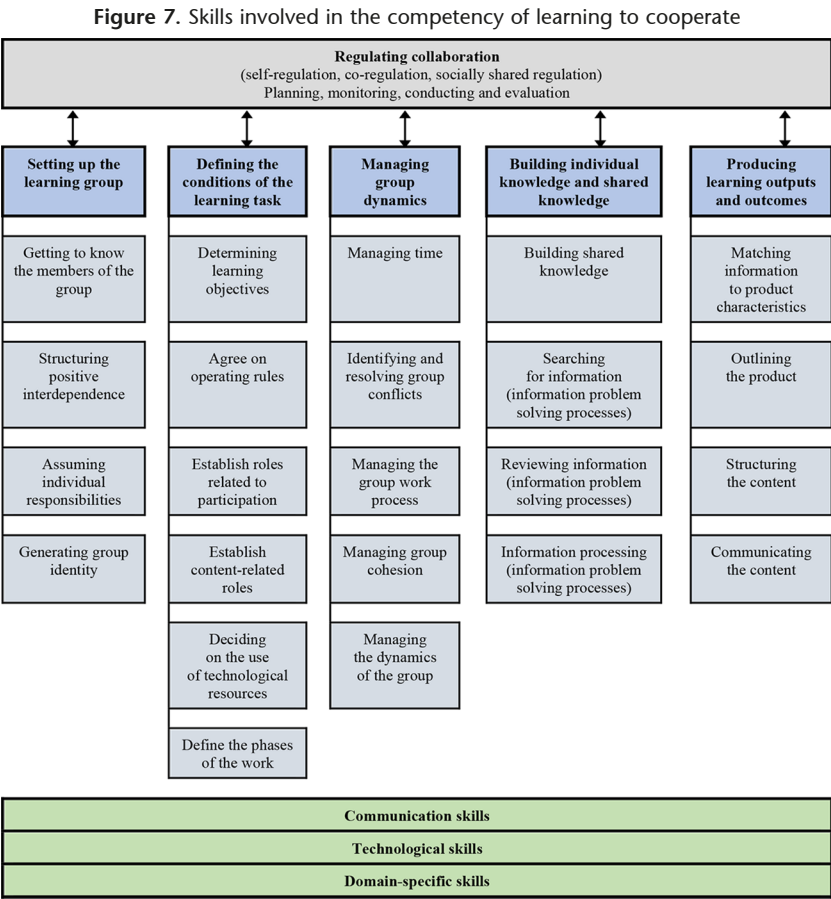 Figure 7. Skills involved in the competency of learning to cooperate
Regulating collaboration
(self-regulation, co-regulation, socially shared regulation)
Planning, monitoring, conducting and evaluation
Setting up the
learning group
Getting to know
the members of the
group
Structuring
positive
interdependence
Assuming
individual
responsibilities
Generating group
identity
Defining the
conditions of the
learning task
Determining
learning
objectives
Agree on
operating rules
Establish roles
related to
participation
Establish
content-related
roles
Deciding
on the use
of technological
resources
Define the phases
of the work
Managing
group
dynamics
Managing time
Identifying and
resolving group
conflicts
Managing the
group work
process
Managing group
cohesion
Managing
the dynamics
of the group
Building individual
knowledge and shared
knowledge
Building shared
knowledge
Searching
for information
(information problem
solving processes)
Reviewing information
(information problem
solving processes)
Information processing
(information problem
solving processes)
Producing
learning outputs
and outcomes
Matching
information
to product
characteristics
Outlining
the product
Structuring
the content
Communicating
the content
Communication skills
Technological skills
Domain-specific skills